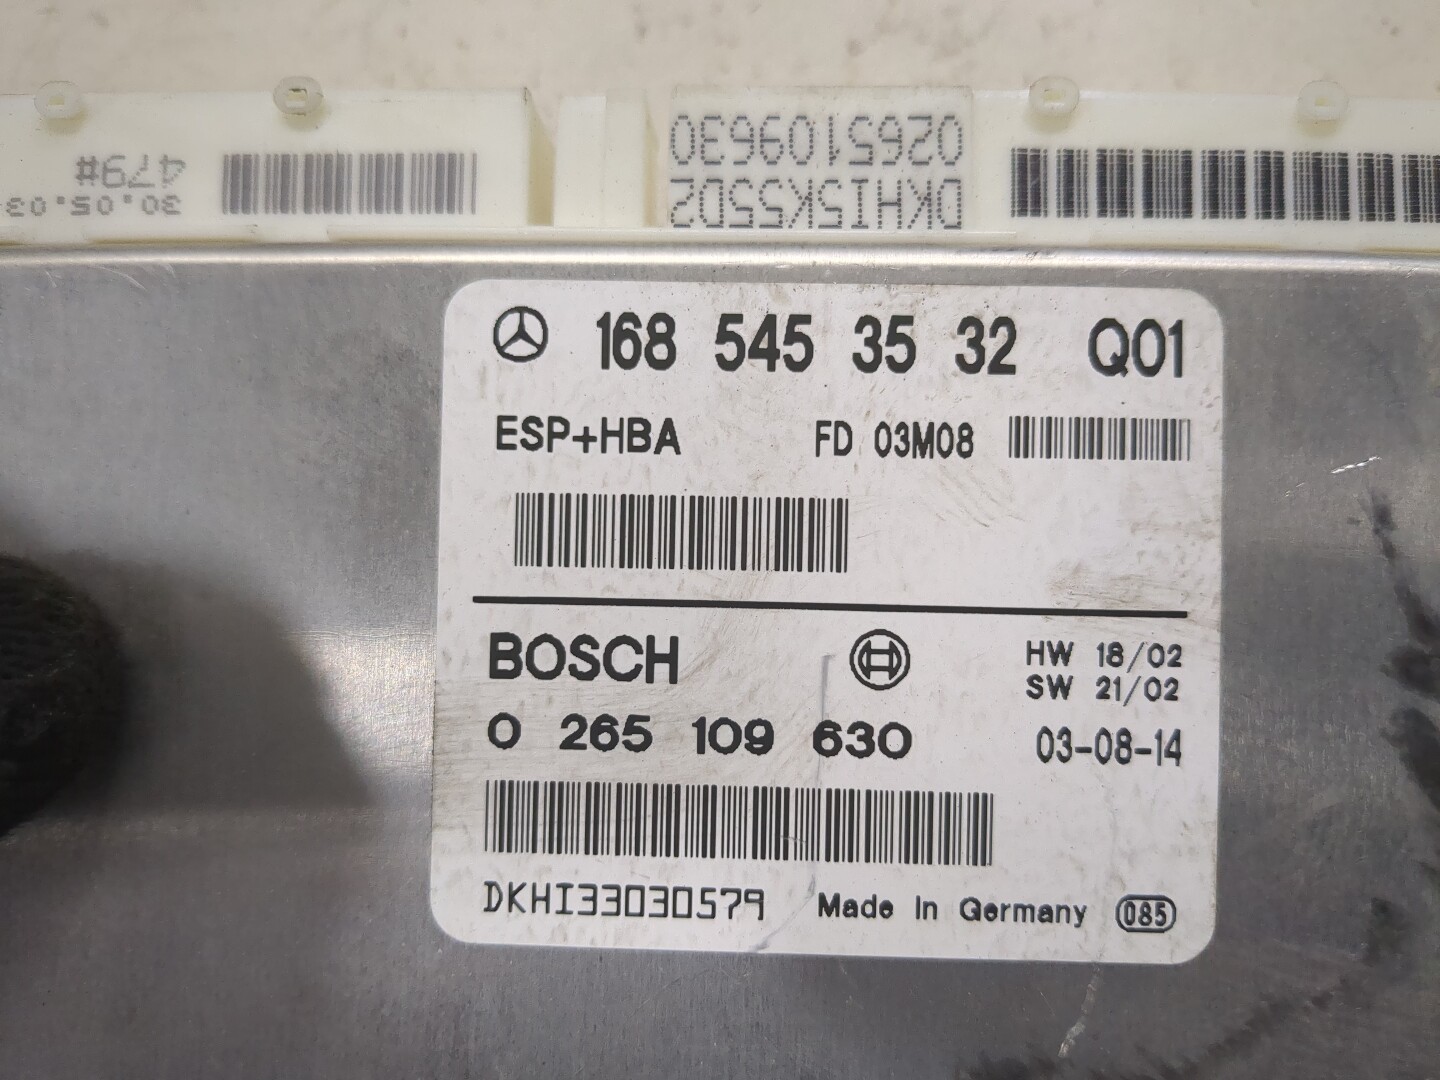 0265109630
DKHI5K55D2
479#
30.05.03
168 545 35 32 Q01
ESP+HBA FD 03M08
BOSCH
HW 18/02
SW 21/02
0 265 109 630 03-08-14
DKHI33030579 Made In Germany 085